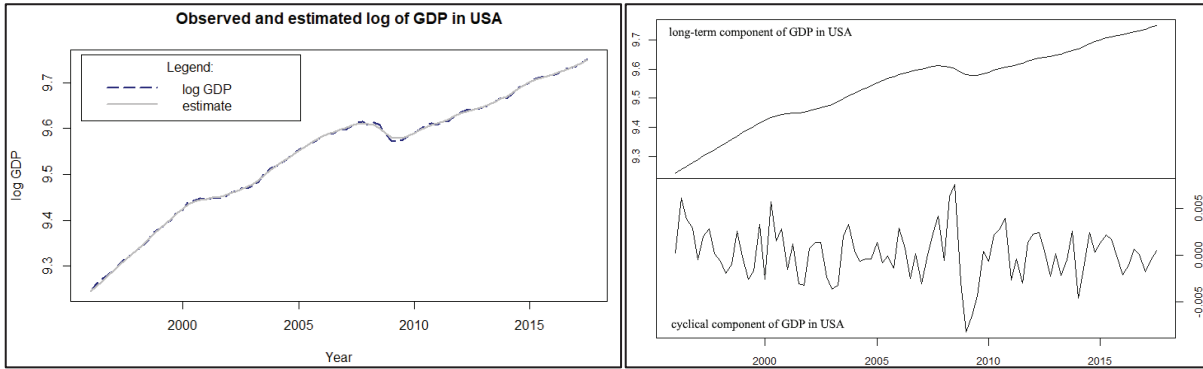 Observed and estimated log of GDP in USA
Legend:
log GDP
estimate
log GDP
9.3 9.4 9.5 9.6 9.7
2000 2005 2010 2015
Year
long-term component of GDP in USA
9.3 9.4 9.5 9.6 9.7
cyclical component of GDP in USA
-0.005 0.000 0.005
2000 2005 2010 2015